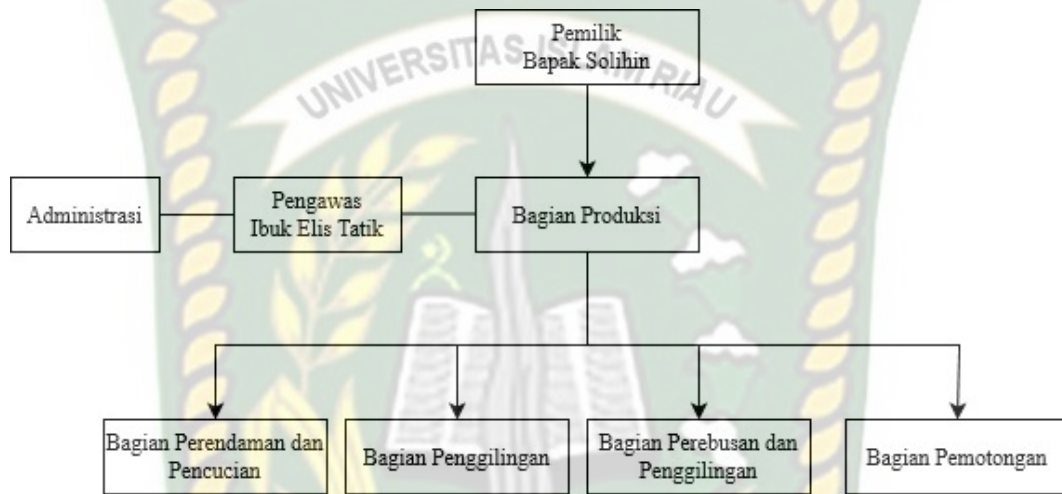 Pemilik
Bapak Solihin
UNIVERSITAS ISLAM RIAU
Administrasi
Pengawas
Ibuk Elis Tatik
Bagian Produksi
Bagian Perendaman dan
Pencucian
Bagian Penggilingan
Bagian Perebusan dan
Penggilingan
Bagian Pemotongan